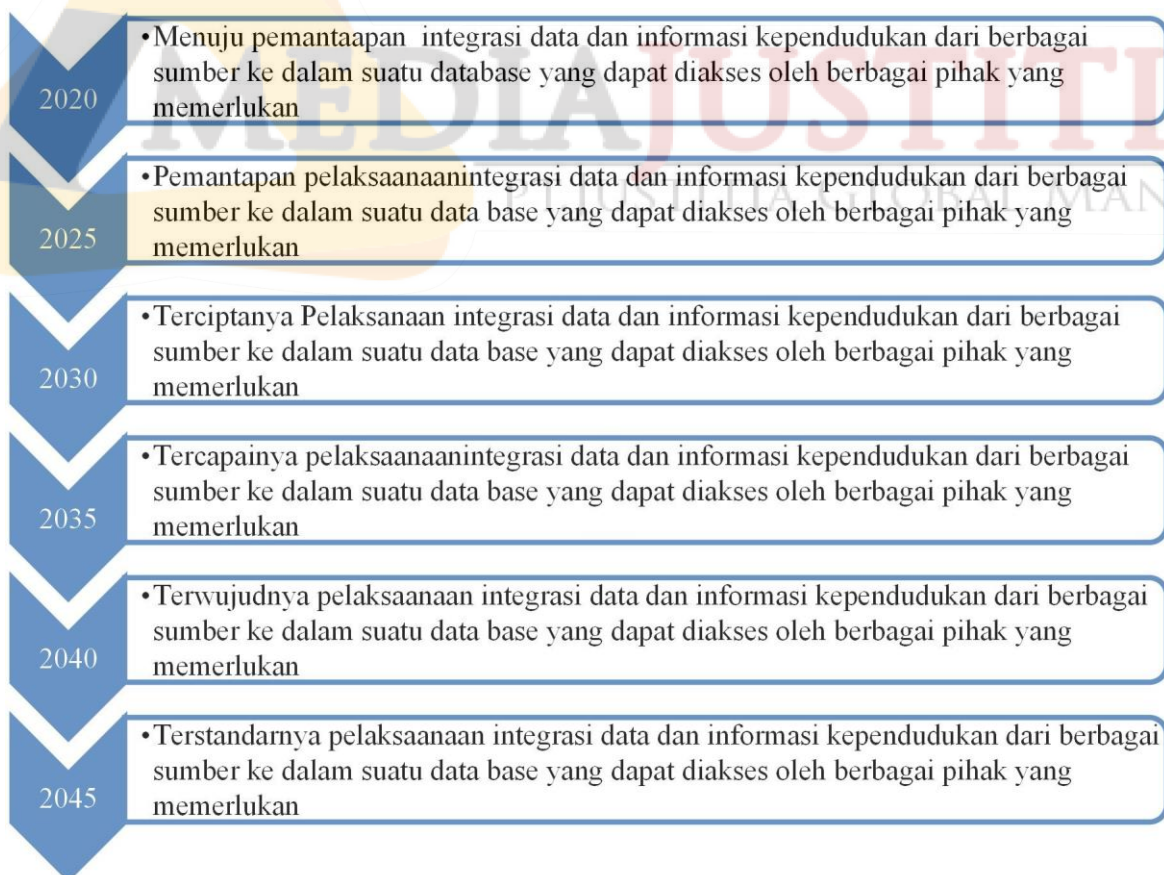 2020
•Menuju pemantaapan integrasi data dan informasi kependudukan dari berbagai
sumber ke dalam suatu database yang dapat diakses oleh berbagai pihak yang
memerlukan
MEDIAJUSTITI
2025
•Pemantapan pelaksaanaanintegrasi data dan informasi kependudukan dari berbagai
sumber ke dalam suatu data base yang dapat diakses oleh berbagai pihak yang
memerlukan
PT.JUSTITIA GLOBAL MAN
2030
•Terciptanya Pelaksanaan integrasi data dan informasi kependudukan dari berbagai
sumber ke dalam suatu data base yang dapat diakses oleh berbagai pihak yang
memerlukan
2035
•Tercapainya pelaksaanaanintegrasi data dan informasi kependudukan dari berbagai
sumber ke dalam suatu data base yang dapat diakses oleh berbagai pihak yang
memerlukan
2040
•Terwujudnya pelaksaanaan integrasi data dan informasi kependudukan dari berbagai
sumber ke dalam suatu data base yang dapat diakses oleh berbagai pihak yang
memerlukan
2045
•Terstandarnya pelaksaanaan integrasi data dan informasi kependudukan dari berbagai
sumber ke dalam suatu data base yang dapat diakses oleh berbagai pihak yang
memerlukan